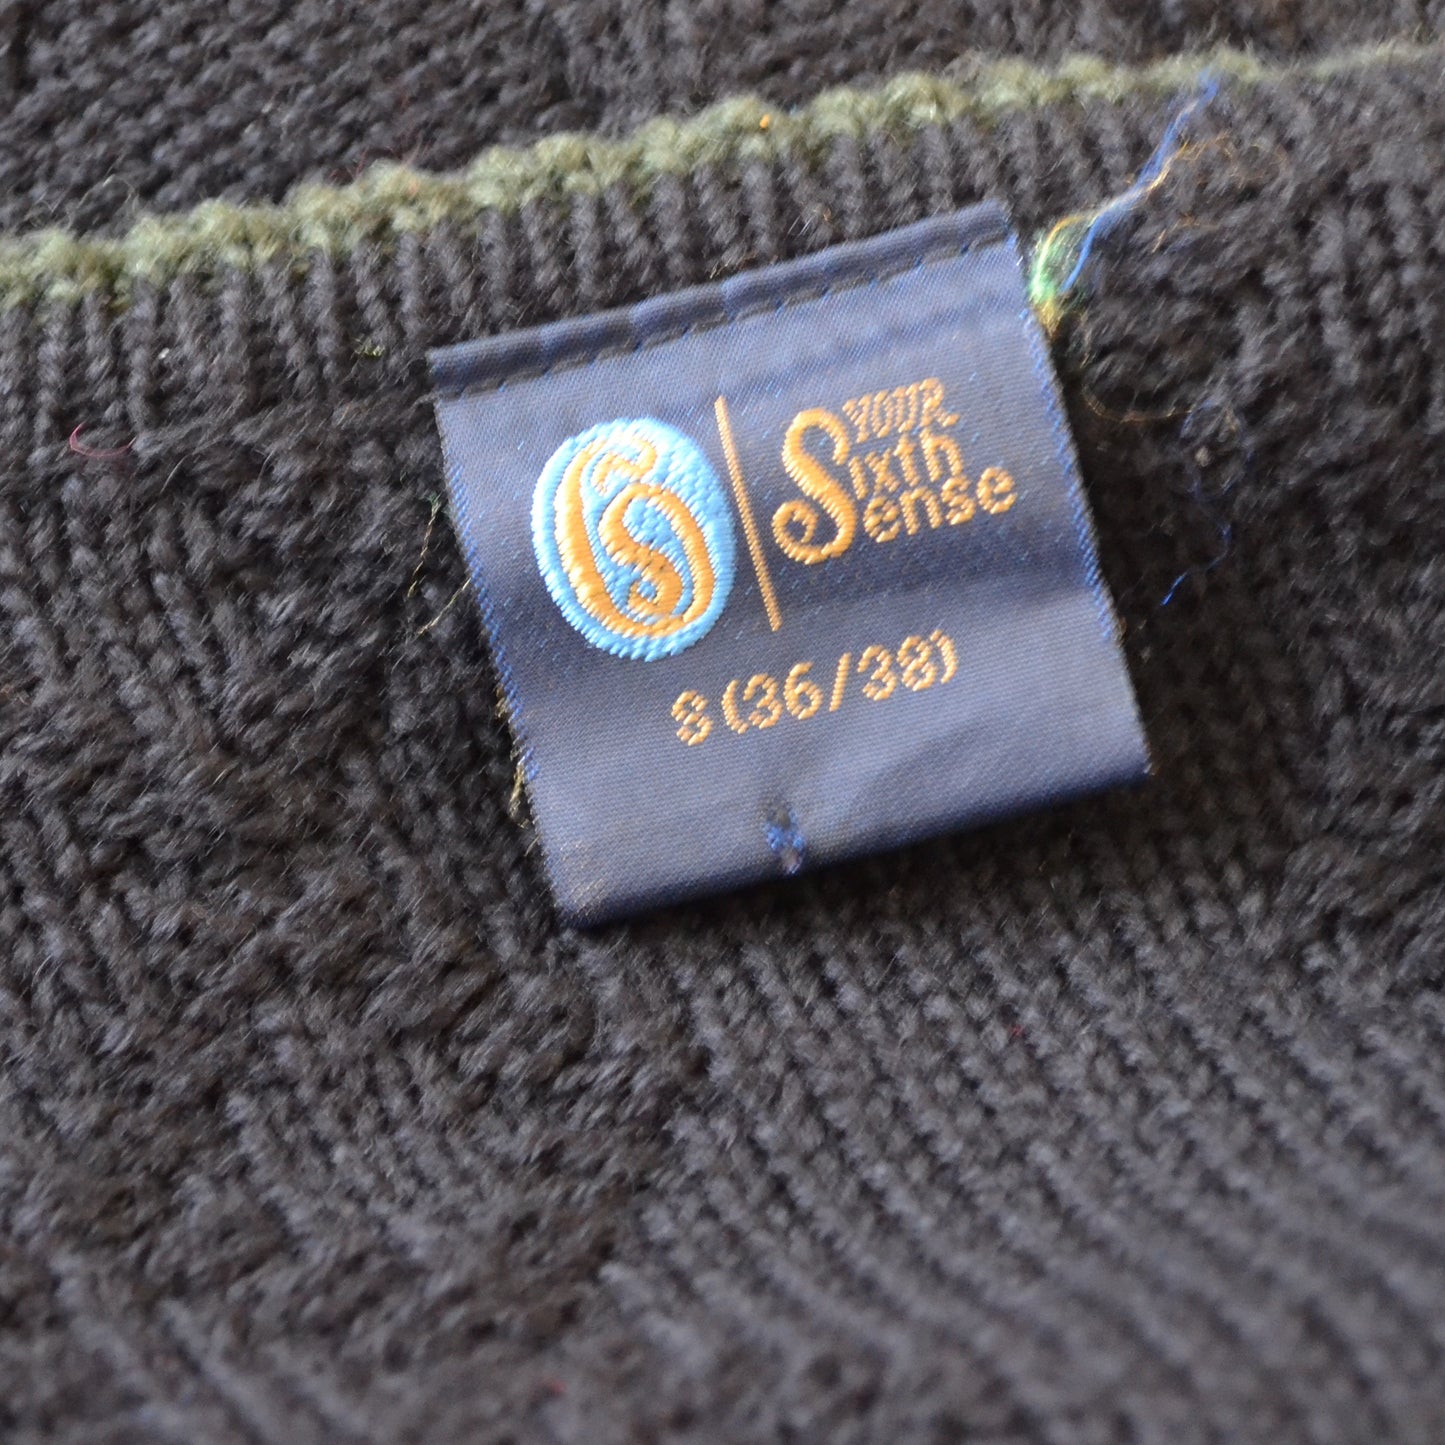 6S
YOUR
Sixth
Sense
S (36/38)